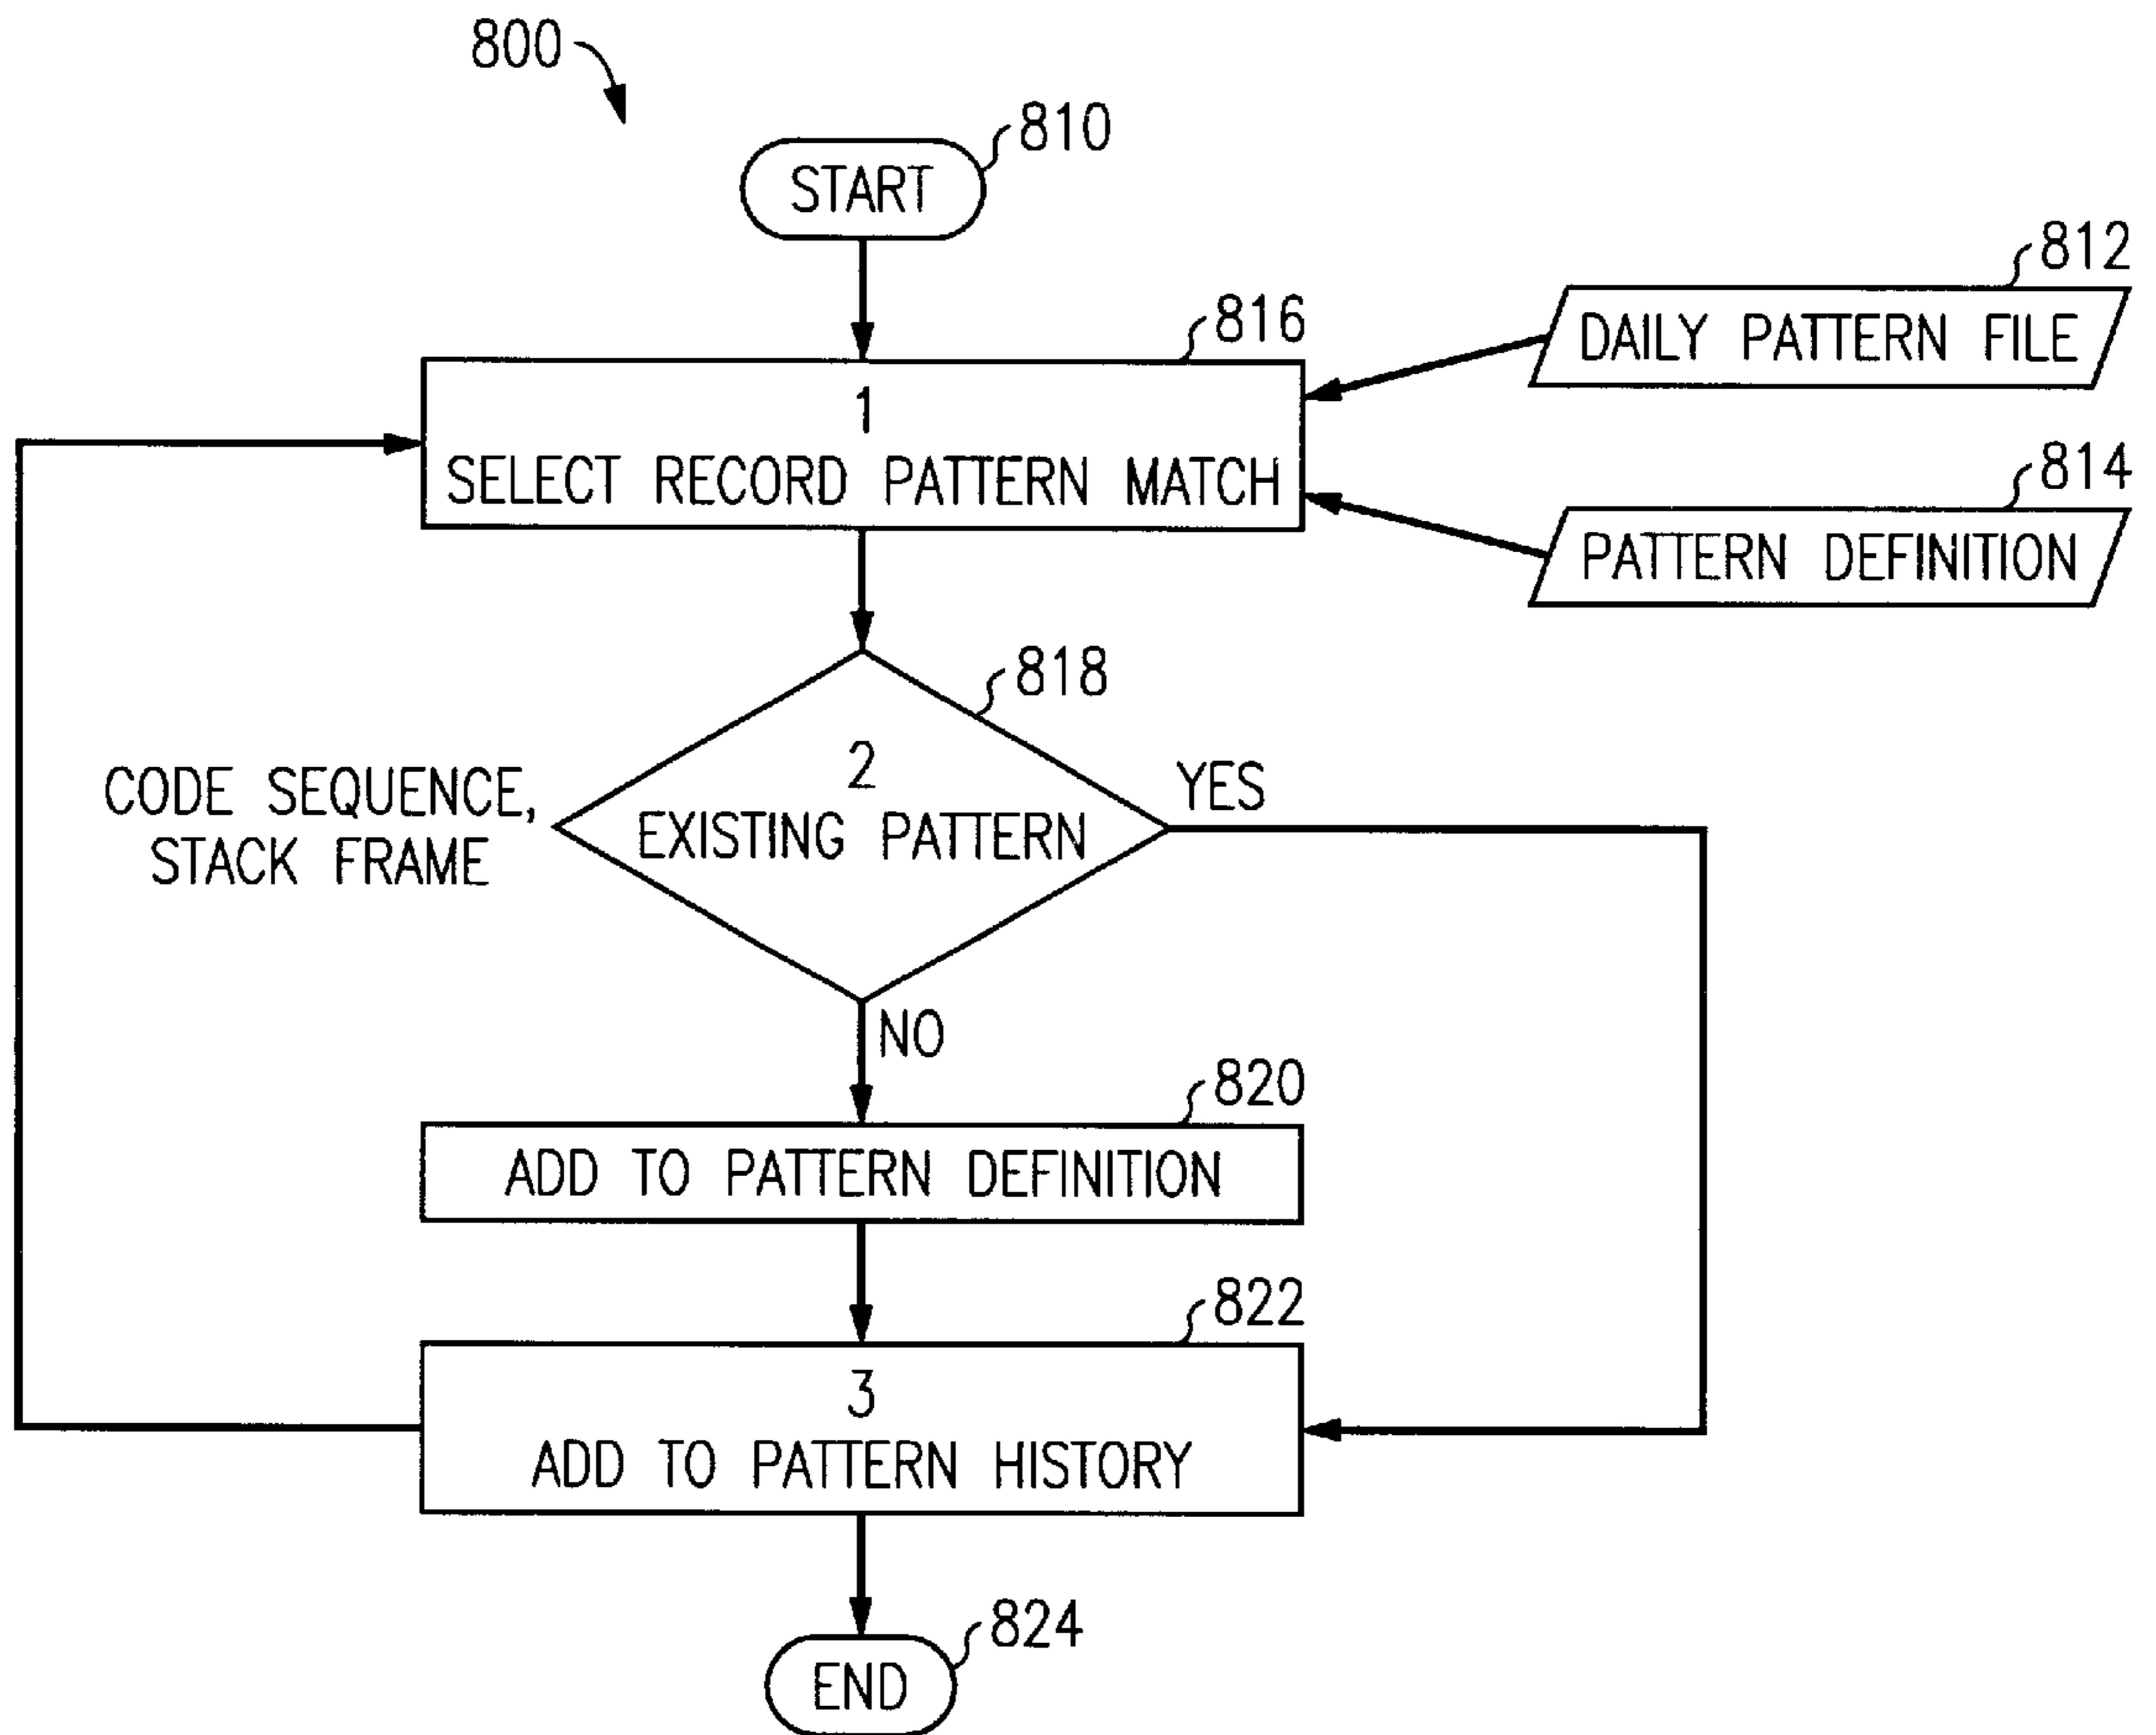 800
810
START
812
DAILY PATTERN FILE
816
1
SELECT RECORD PATTERN MATCH
814
PATTERN DEFINITION
818
2
EXISTING PATTERN
YES
CODE SEQUENCE,
STACK FRAME
NO
820
ADD TO PATTERN DEFINITION
822
3
ADD TO PATTERN HISTORY
824
END